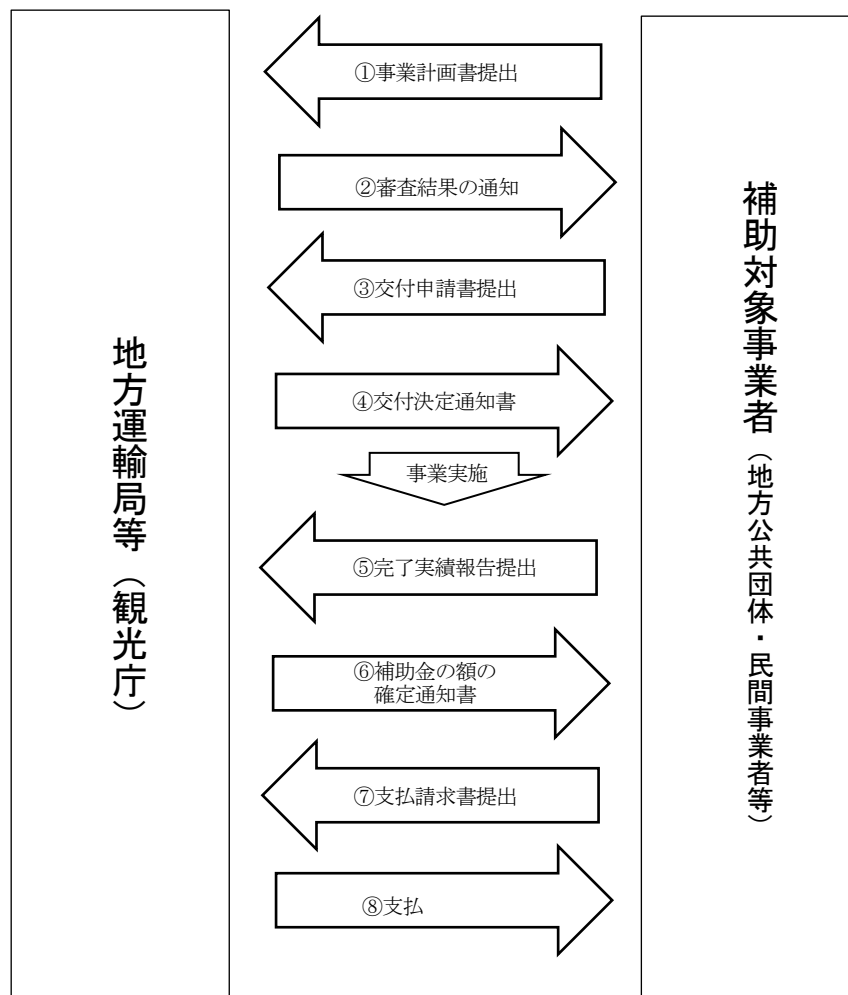 地方運輸局等（観光庁）
①事業計画書提出
②審査結果の通知
③交付申請書提出
④交付決定通知書
事業実施
⑤完了実績報告提出
⑥補助金の額の
確定通知書
⑦支払請求書提出
⑧支払
補助対象事業者（地方公共団体・民間事業者等）